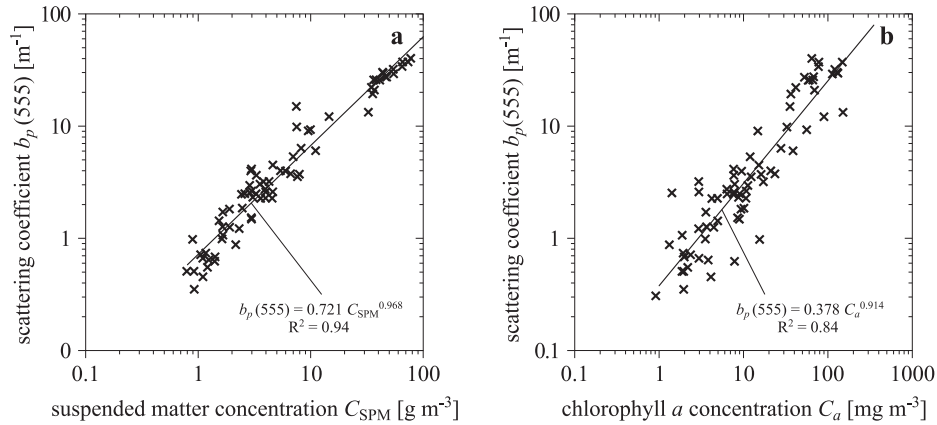 scattering coefficient b_p(555) [m⁻¹]
100
10
1
0
a
b_p(555) = 0.721 C_SPM^0.968
R² = 0.94
0.1 1 10 100
suspended matter concentration C_SPM [g m⁻³]
scattering coefficient b_p(555) [m⁻¹]
100
10
1
0.1
b
b_p(555) = 0.378 C_a^0.914
R² = 0.84
0.1 1 10 100 1000
chlorophyll a concentration C_a [mg m⁻³]